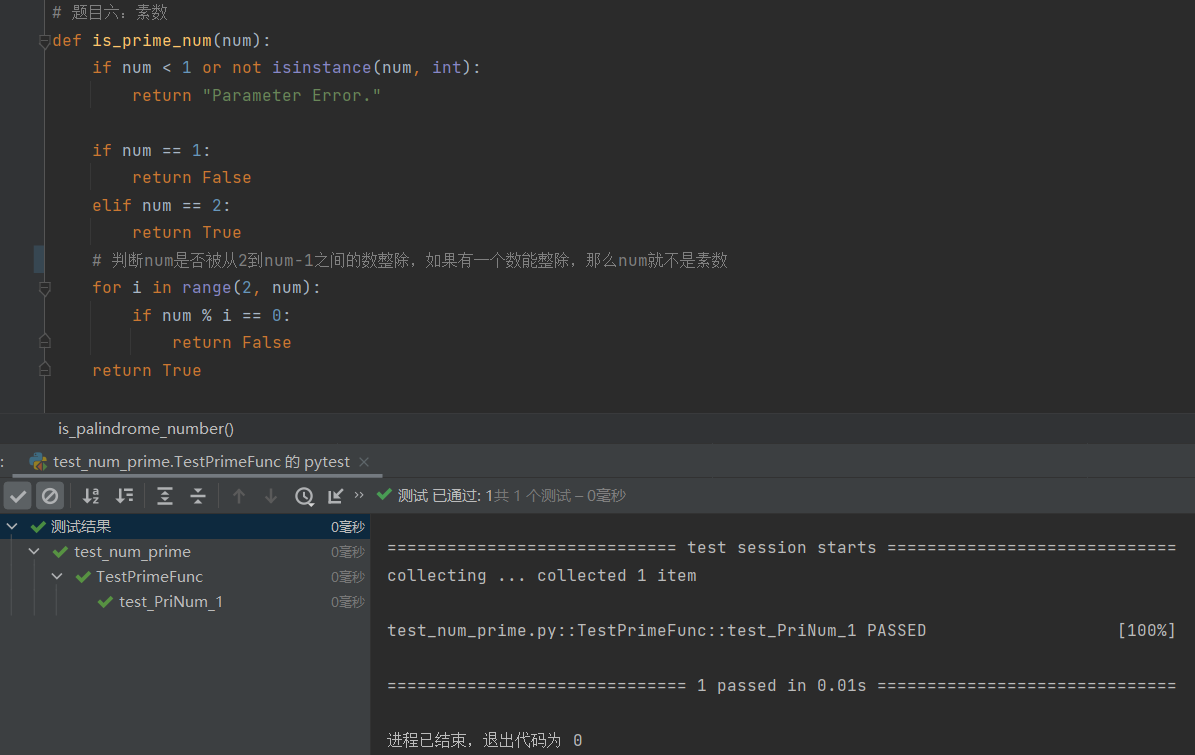 # 题目六：素数
def is_prime_num(num):
if num < 1 or not isinstance(num, int):
return "Parameter Error."
if num == 1:
return False
elif num == 2:
return True
# 判断num是否被从2到num-1之间的数整除，如果有一个数能整除，那么num就不是素数
for i in range(2, num):
if num % i == 0:
return False
return True
is_palindrome_number()
: test_num_prime.TestPrimeFunc 的 pytest ×
» 测试 已通过: 1共 1 个测试 – 0毫秒
测试结果 0毫秒
test_num_prime 0毫秒
TestPrimeFunc 0毫秒
test_PriNum_1 0毫秒
============================= test session starts =============================
collecting ... collected 1 item
test_num_prime.py::TestPrimeFunc::test_PriNum_1 PASSED [100%]
============================== 1 passed in 0.01s ==============================
进程已结束，退出代码为 0